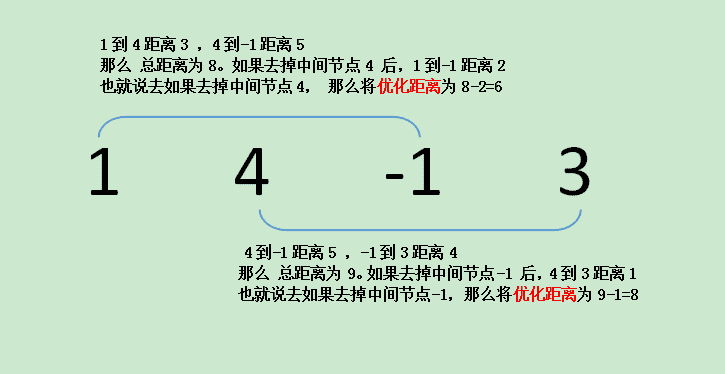 1到4距离3 ，4到-1距离5
那么 总距离为8。如果去掉中间节点4 后，1到-1距离2
也就说去如果去掉中间节点4， 那么将优化距离为8-2=6
1 4 -1 3
4到-1距离5 ，-1到3距离4
那么 总距离为9。如果去掉中间节点-1 后，4到3距离1
也就说去如果去掉中间节点-1，那么将优化距离为9-1=8